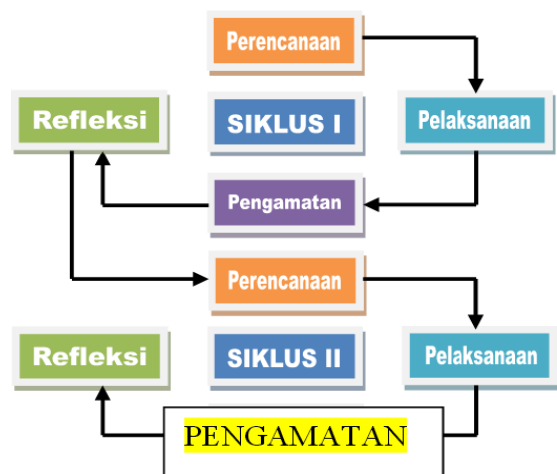 Perencanaan
Refleksi
SIKLUS I
Pelaksanaan
Pengamatan
Perencanaan
Refleksi
SIKLUS II
Pelaksanaan
PENGAMATAN